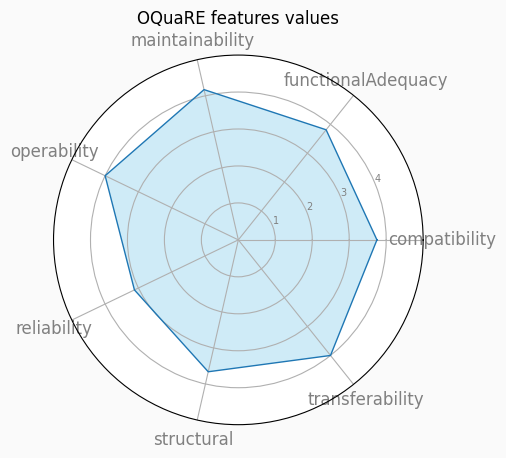 OQuaRE features values
maintainability
functionalAdequacy
operability
4
3
2
1
compatibility
reliability
transferability
structural